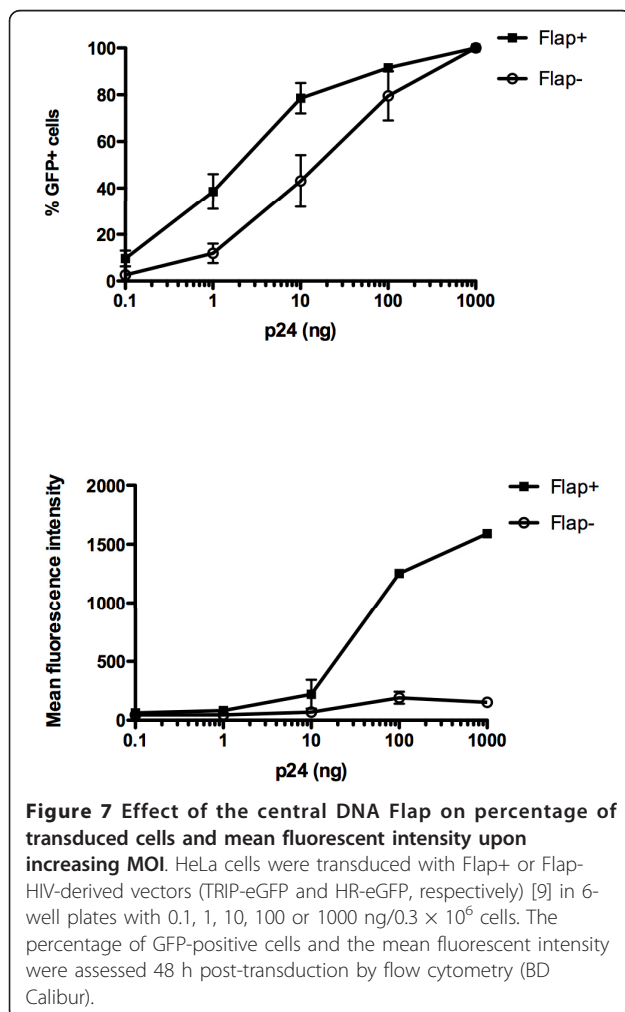 100
80
60
40
20
0
% GFP+ cells
0.1
1
10
100
1000
p24 (ng)
Flap+
Flap-
2000
1500
1000
500
0
Mean fluorescence intensity
0.1
1
10
100
1000
p24 (ng)
Flap+
Flap-
Figure 7 Effect of the central DNA Flap on percentage of
transduced cells and mean fluorescent intensity upon
increasing MOI. HeLa cells were transduced with Flap+ or Flap-
HIV-derived vectors (TRIP-eGFP and HR-eGFP, respectively) [9] in 6-
well plates with 0.1, 1, 10, 100 or 1000 ng/0.3 × 10⁶ cells. The
percentage of GFP-positive cells and the mean fluorescent intensity
were assessed 48 h post-transduction by flow cytometry (BD
Calibur).